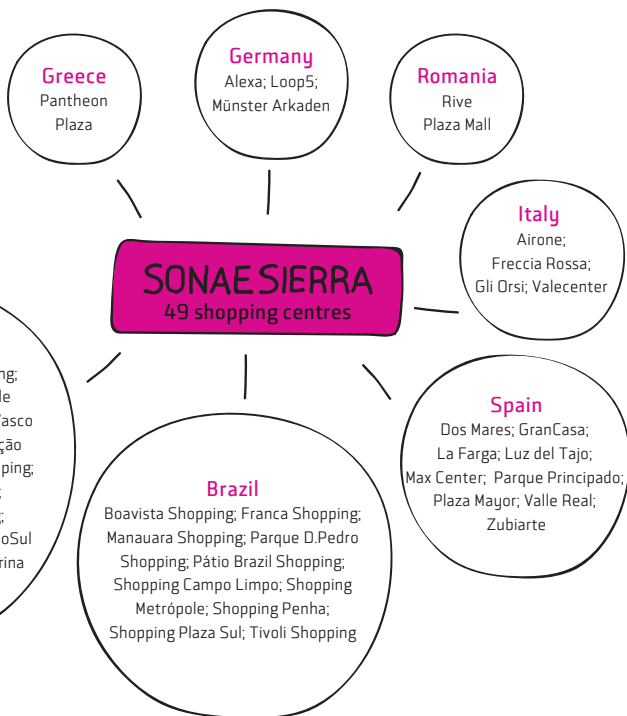 Greece
Pantheon
Plaza
Germany
Alexa; Loop5;
Münster Arkaden
Romania
Rive
Plaza Mall
Italy
Airone;
Freccia Rossa;
Gli Orsi; Valecenter
SONAE SIERRA
49 shopping centres
Spain
Dos Mares; GranCasa;
La Farga; Luz del Tajo;
Max Center; Parque Principado;
Plaza Mayor; Valle Real;
Zubiarte
Brazil
Boavista Shopping; Franca Shopping;
Manauara Shopping; Parque D.Pedro
Shopping; Pátio Brazil Shopping;
Shopping Campo Limpo; Shopping
Metrópole; Shopping Penha;
Shopping Plaza Sul; Tivoli Shopping